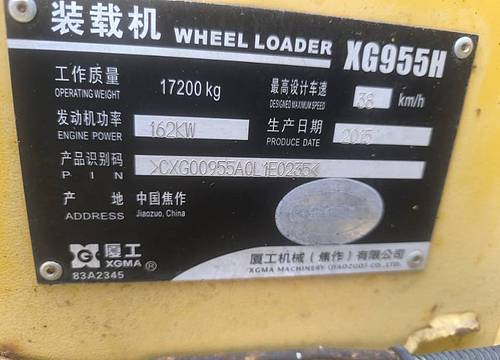 装载机 WHEEL LOADER XG955H
工作质量 17200 kg 最高设计车速 38 km/h
OPERATING WEIGHT DESIGNED MAXIMUM SPEED
发动机功率 162KW 生产日期 2015
ENGINE POWER PRODUCE DATE
产品识别码 >CXG00955A0L1E0235<
PIN
产 地 中国焦作
ADDRESS Jiaozuo, China
厦工 厦工机械(焦作)有限公司
XGMA ® XGMA MACHINERY (JIAOZUO) CO.,LTD.
83A2345